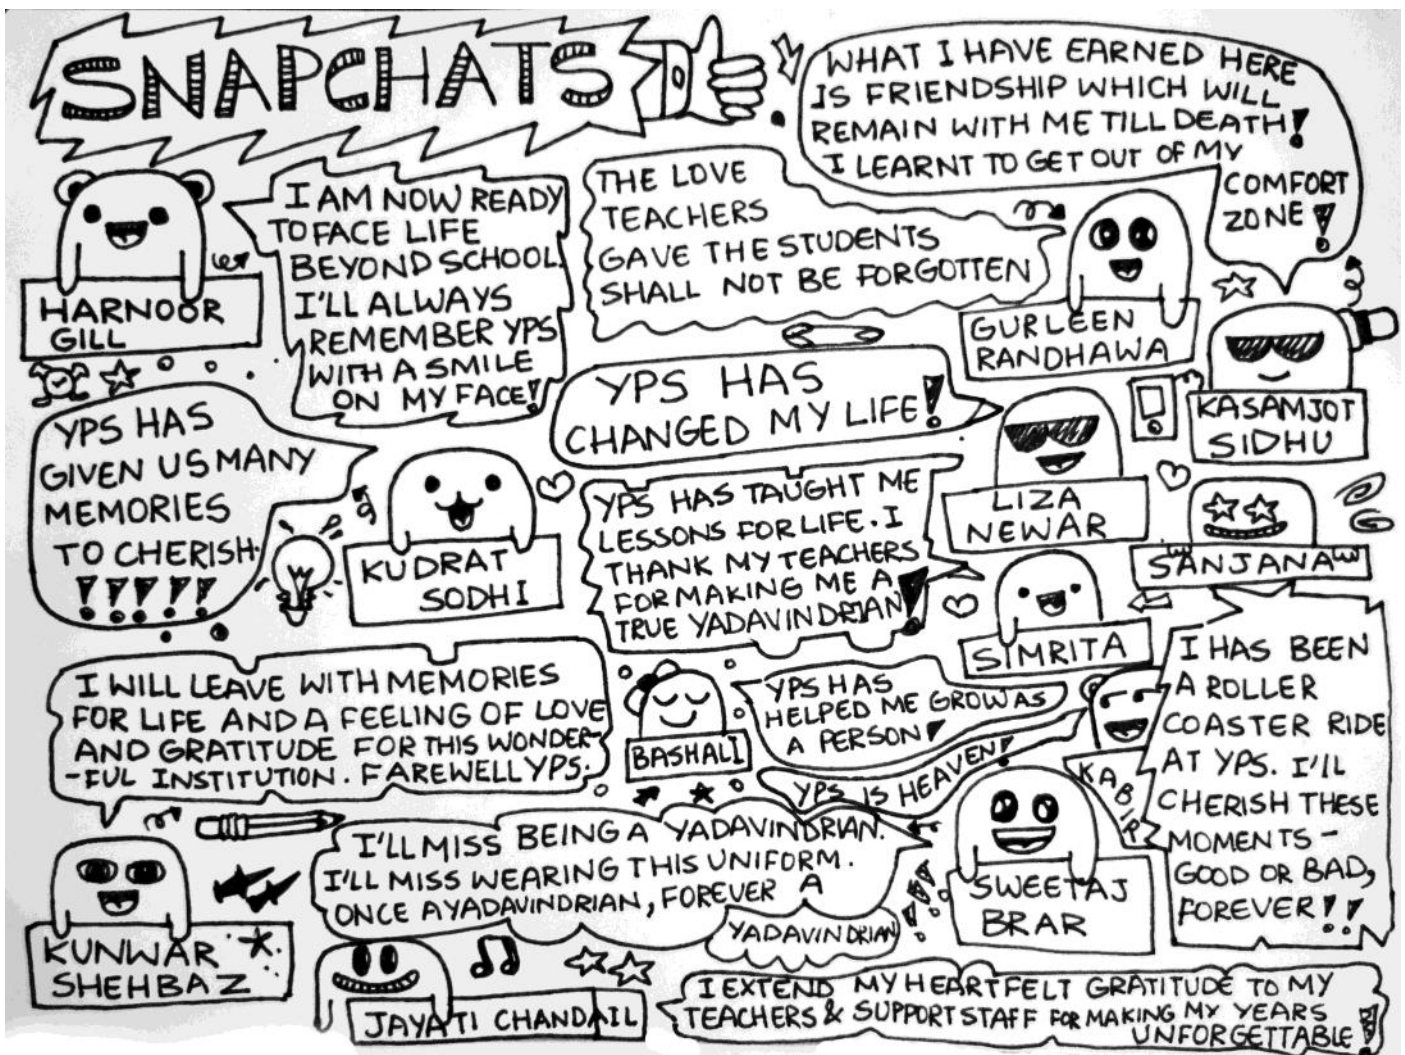 SNAPCHATS
WHAT I HAVE EARNED HERE
IS FRIENDSHIP WHICH WILL
REMAIN WITH ME TILL DEATH!
I LEARNT TO GET OUT OF MY
COMFORT
ZONE!
I AM NOW READY
TO FACE LIFE
BEYOND SCHOOL.
I'LL ALWAYS
REMEMBER YPS
WITH A SMILE
ON MY FACE!
HARNOOR
GILL
THE LOVE
TEACHERS
GAVE THE STUDENTS
SHALL NOT BE FORGOTTEN
GURLEEN
RANDHAWA
KASAMJOT
SIDHU
YPS HAS
GIVEN US MANY
MEMORIES
TO CHERISH.
!!!!!
KUDRAT
SODHI
YPS HAS
CHANGED MY LIFE!
LIZA
NEWAR
YPS HAS TAUGHT ME
LESSONS FOR LIFE. I
THANK MY TEACHERS
FOR MAKING ME A
TRUE YADAVINDRIAN!
SIMRITA
SANJANA
I HAS BEEN
A ROLLER
COASTER RIDE
AT YPS. I'LL
CHERISH THESE
MOMENTS -
GOOD OR BAD,
FOREVER!!
I WILL LEAVE WITH MEMORIES
FOR LIFE AND A FEELING OF LOVE
AND GRATITUDE FOR THIS WONDER-
-FUL INSTITUTION. FAREWELL YPS.
KUNWAR
SHEHBAZ
BASHALI
YPS HAS
HELPED ME GROW AS
A PERSON!
YPS IS HEAVEN!
KABIR
I'LL MISS BEING A YADAVINDRIAN.
I'LL MISS WEARING THIS UNIFORM.
ONCE A YADAVINDRIAN, FOREVER A
YADAVINDRIAN
SWEETAJ
BRAR
JAYATI CHANDAIL
I EXTEND MY HEARTFELT GRATITUDE TO MY
TEACHERS & SUPPORT STAFF FOR MAKING MY YEARS
UNFORGETTABLE!